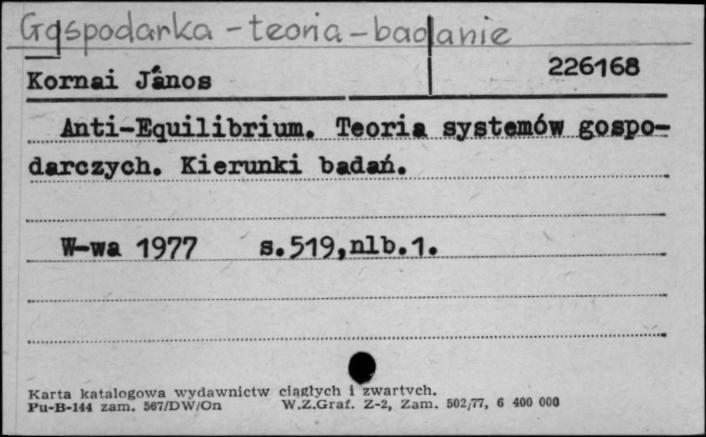 Gospodarka - teoria - badanie
226168
Kornai János
Anti-Equilibrium. Teoria systemów gospo-
darczych. Kierunki badań.
W-wa 1977 s.519,nlb.1.
Karta katalogowa wydawnictw ciągłych i zwartych.
Pu-B-144 zam. 567/DW/On W.Z.Graf. Z-2, Zam. 502/77, 6 400 000